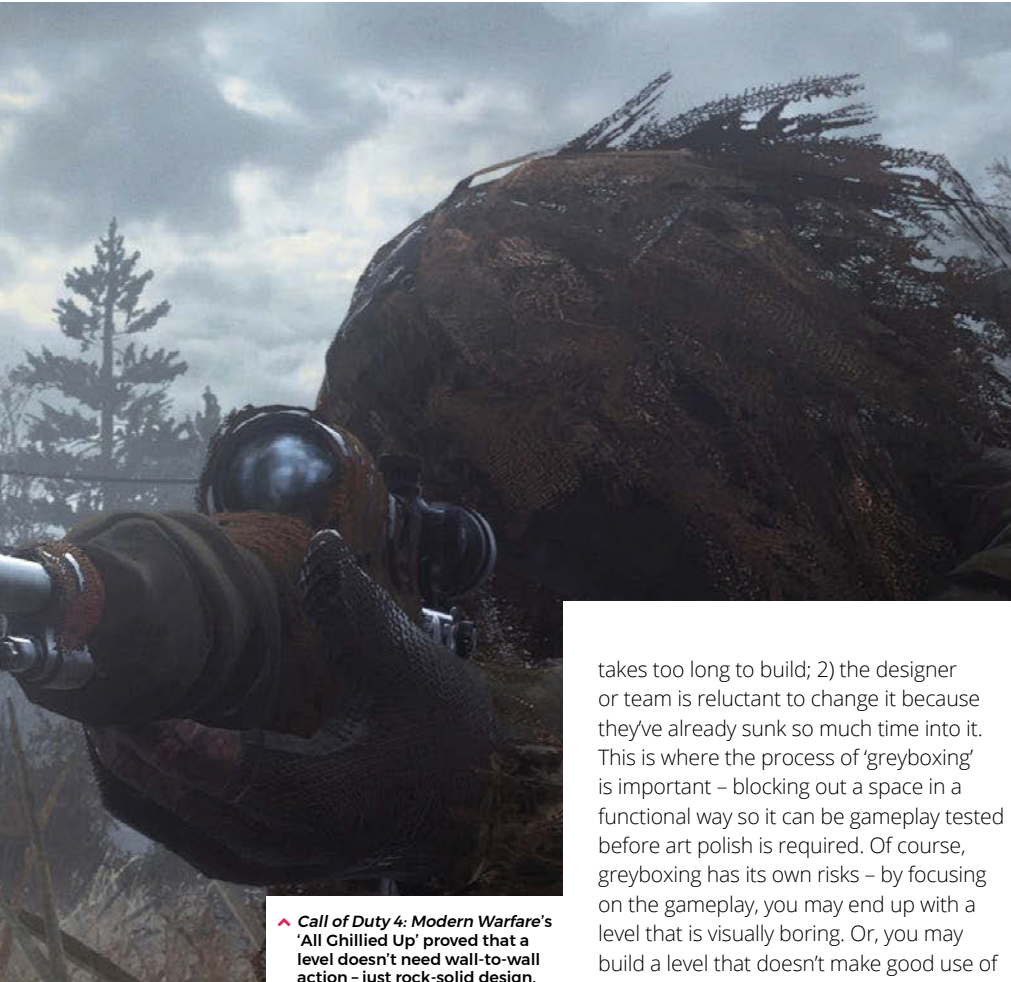 takes too long to build; 2) the designer
or team is reluctant to change it because
they’ve already sunk so much time into it.
This is where the process of ‘greyboxing’
is important – blocking out a space in a
functional way so it can be gameplay tested
before art polish is required. Of course,
greyboxing has its own risks – by focusing
on the gameplay, you may end up with a
level that is visually boring. Or, you may
build a level that doesn’t make good use of
Call of Duty 4: Modern Warfare’s
‘All Ghillied Up’ proved that a
level doesn’t need wall-to-wall
action – just rock-solid design.